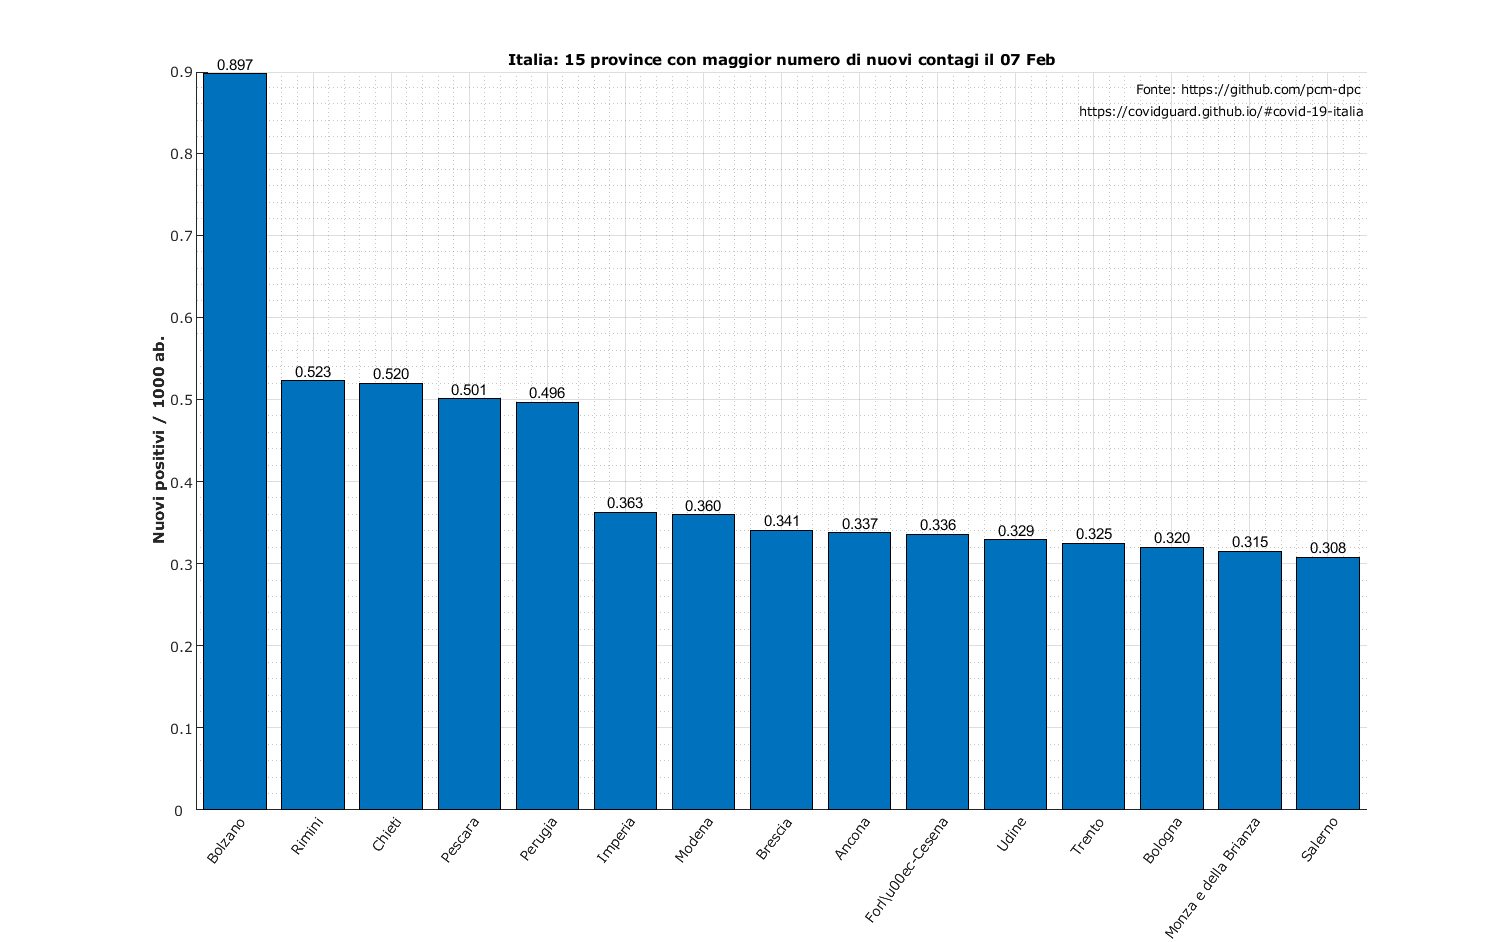 Italia: 15 province con maggior numero di nuovi contagi il 07 Feb
Fonte: https://github.com/pcm-dpc
https://covidguard.github.io/#covid-19-italia
Nuovi positivi / 1000 ab.
0.9
0.8
0.7
0.6
0.5
0.4
0.3
0.2
0.1
0
0.897
0.523
0.520
0.501
0.496
0.363
0.360
0.341
0.337
0.336
0.329
0.325
0.320
0.315
0.308
Bolzano
Rimini
Chieti
Pescara
Perugia
Imperia
Modena
Brescia
Ancona
Forl\u00ec-Cesena
Udine
Trento
Bologna
Monza e della Brianza
Salerno